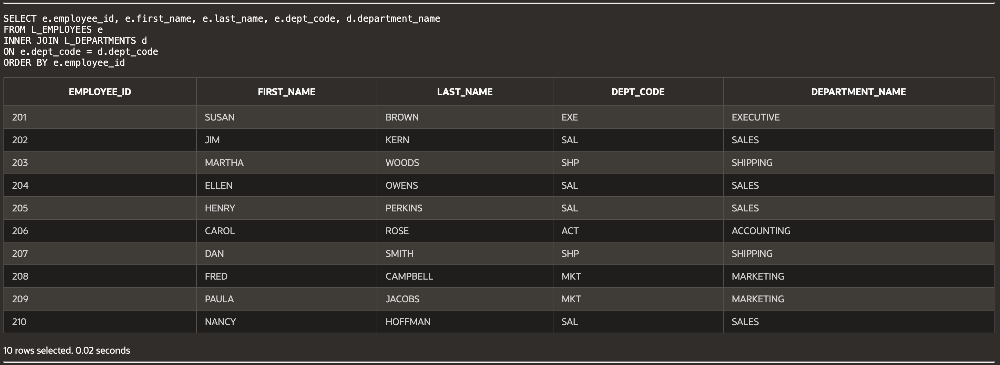 SELECT e.employee_id, e.first_name, e.last_name, e.dept_code, d.department_name
FROM L_EMPLOYEES e
INNER JOIN L_DEPARTMENTS d
ON e.dept_code = d.dept_code
ORDER BY e.employee_id
EMPLOYEE_ID FIRST_NAME LAST_NAME DEPT_CODE DEPARTMENT_NAME
201 SUSAN BROWN EXE EXECUTIVE
202 JIM KERN SAL SALES
203 MARTHA WOODS SHP SHIPPING
204 ELLEN OWENS SAL SALES
205 HENRY PERKINS SAL SALES
206 CAROL ROSE ACT ACCOUNTING
207 DAN SMITH SHP SHIPPING
208 FRED CAMPBELL MKT MARKETING
209 PAULA JACOBS MKT MARKETING
210 NANCY HOFFMAN SAL SALES
10 rows selected. 0.02 seconds